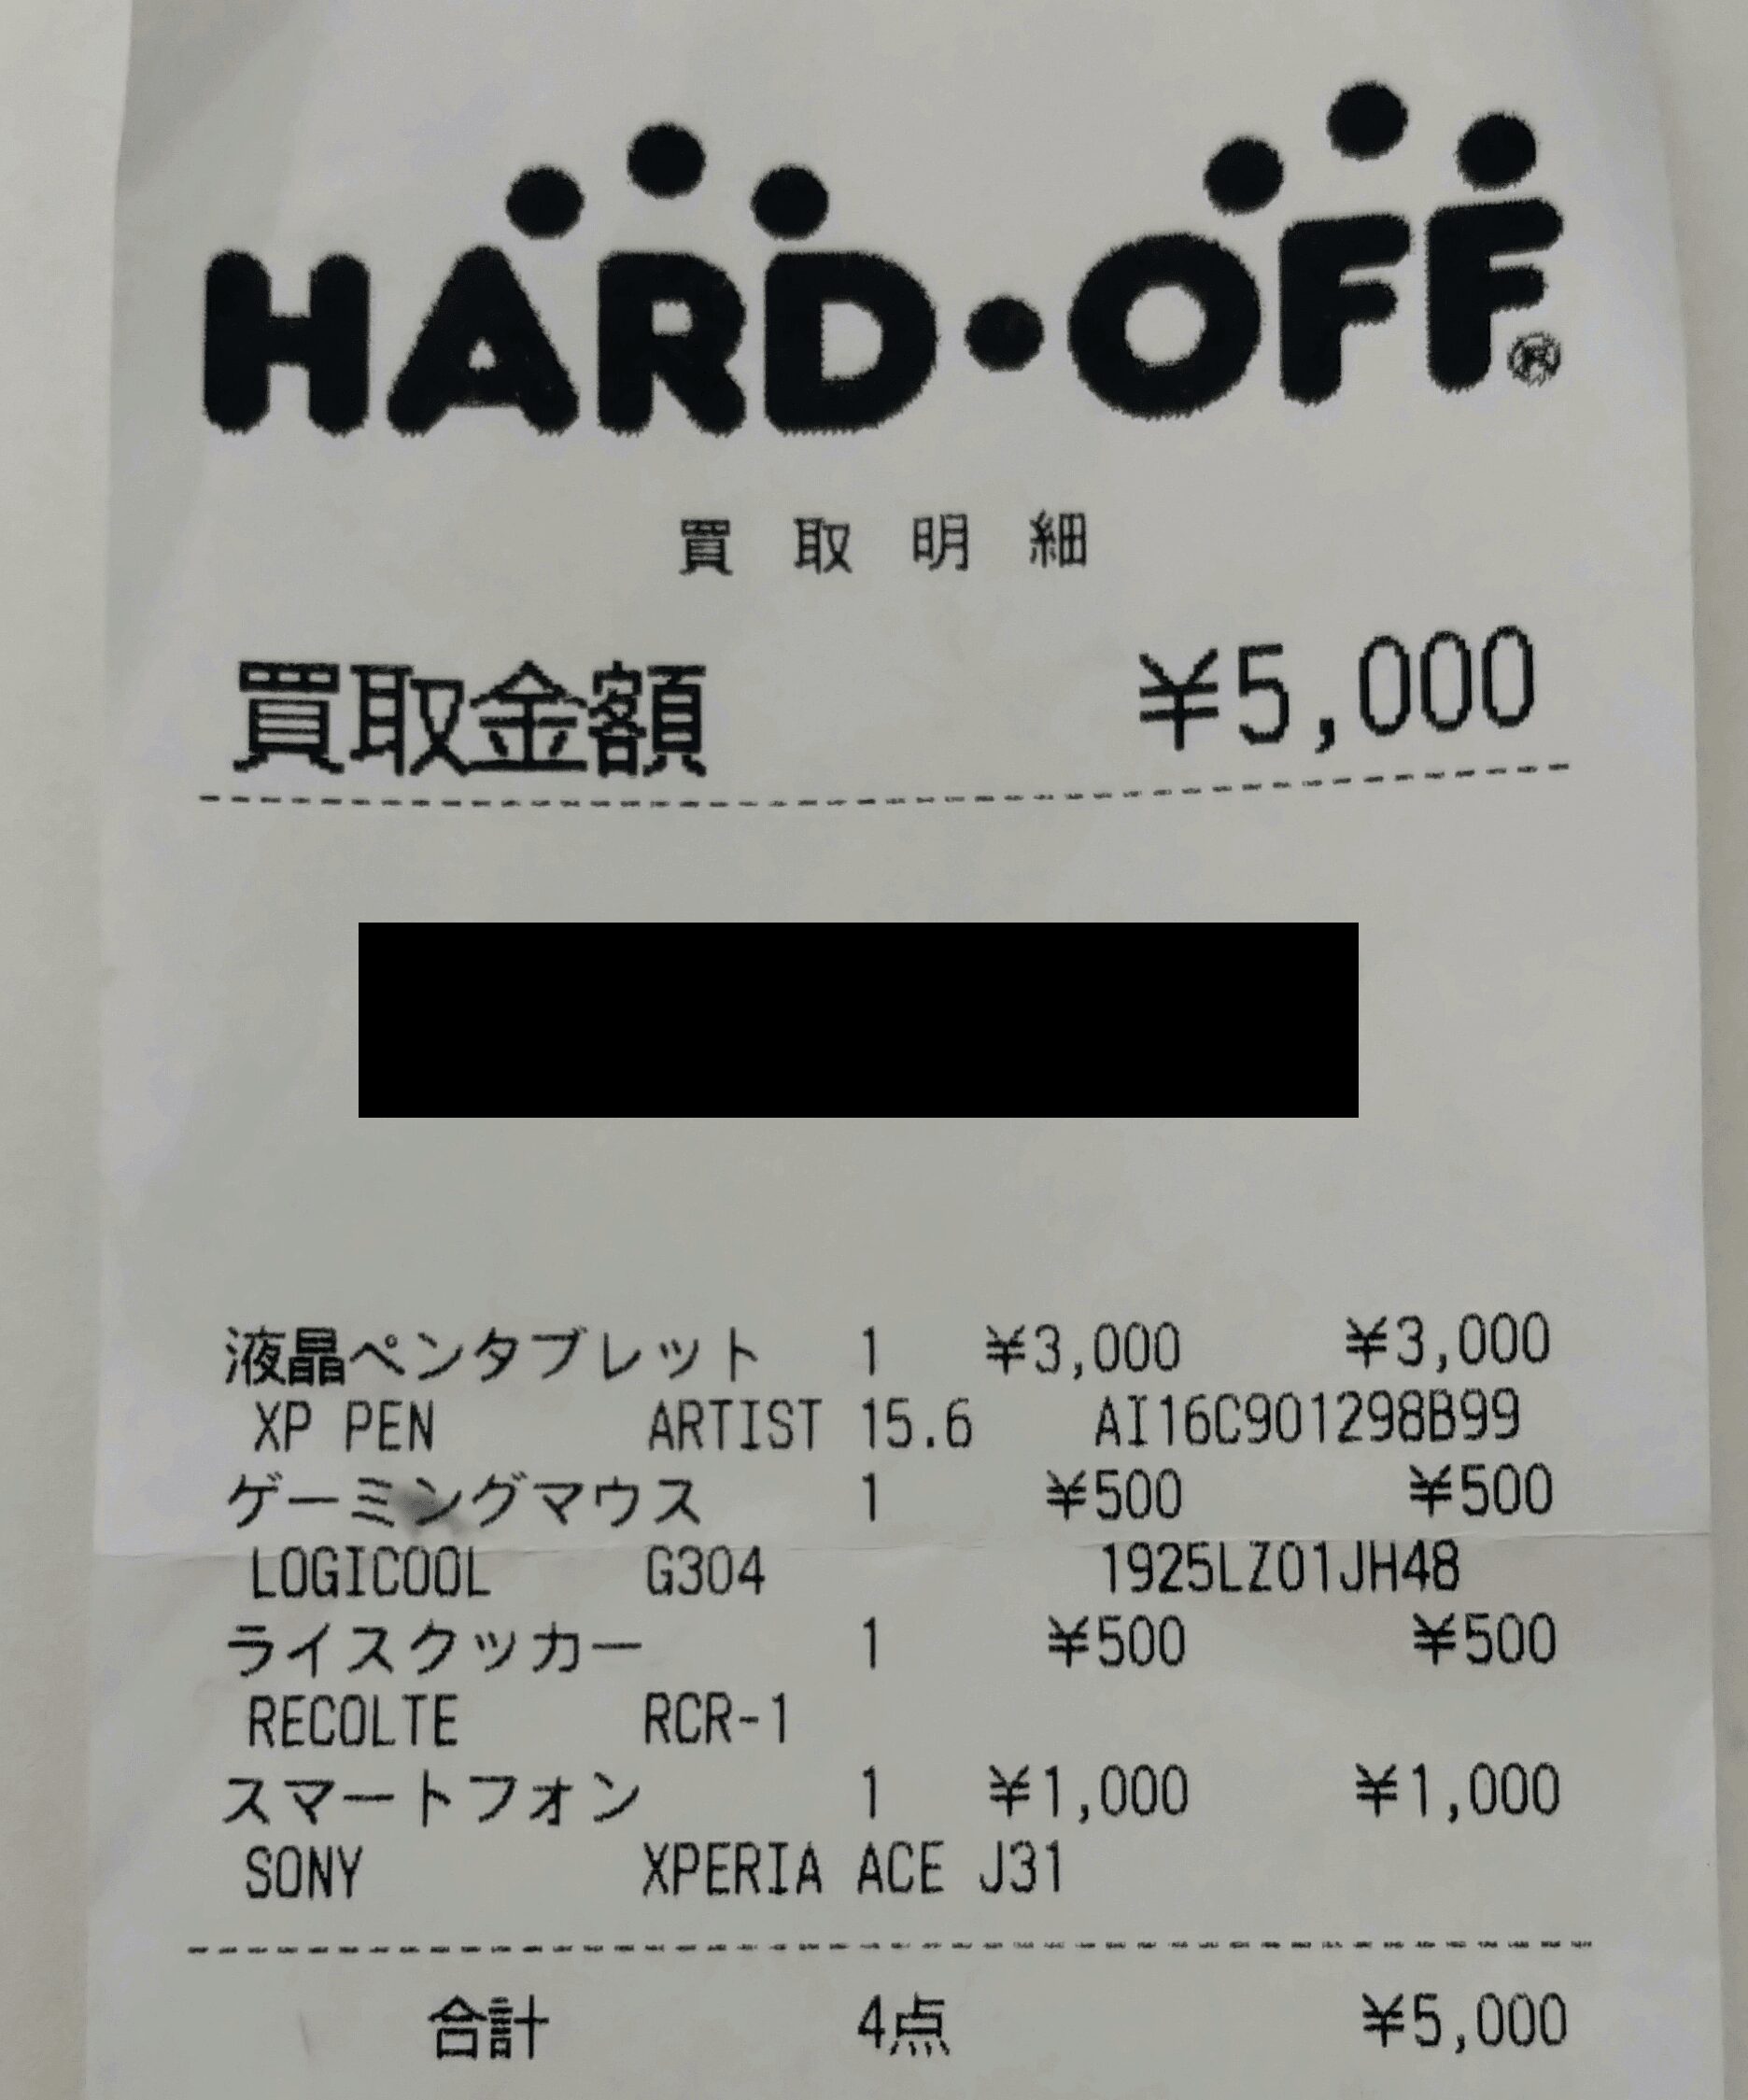 HARD・OFF®
買取明細
買取金額 ¥5,000
液晶ペンタブレット 1 ¥3,000 ¥3,000
XP PEN ARTIST 15.6 AI16C901298B99
ゲーミングマウス 1 ¥500 ¥500
LOGICOOL G304 1925LZ01JH48
ライスクッカー 1 ¥500 ¥500
RECOLTE RCR-1
スマートフォン 1 ¥1,000 ¥1,000
SONY XPERIA ACE J31
合計 4点 ¥5,000